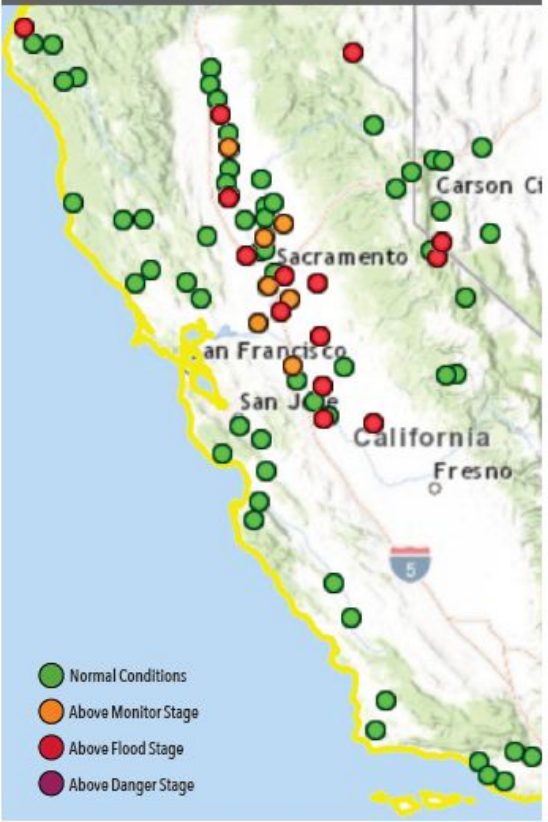 Carson Ci
Sacramento
an Francisco
San Jose
California
Fresno
5
Normal Conditions
Above Monitor Stage
Above Flood Stage
Above Danger Stage